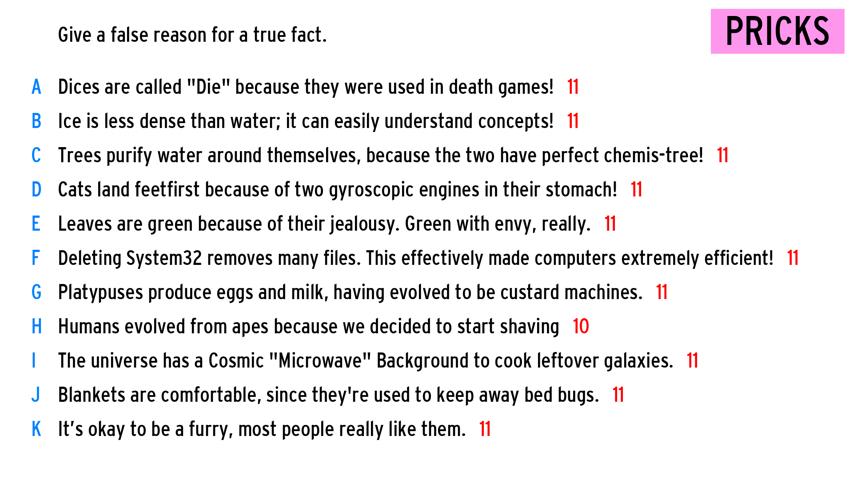 Give a false reason for a true fact.
PRICKS
A Dices are called "Die" because they were used in death games! 11
B Ice is less dense than water; it can easily understand concepts! 11
C Trees purify water around themselves, because the two have perfect chemis-tree! 11
D Cats land feetfirst because of two gyroscopic engines in their stomach! 11
E Leaves are green because of their jealousy. Green with envy, really. 11
F Deleting System32 removes many files. This effectively made computers extremely efficient! 11
G Platypuses produce eggs and milk, having evolved to be custard machines. 11
H Humans evolved from apes because we decided to start shaving 10
I The universe has a Cosmic "Microwave" Background to cook leftover galaxies. 11
J Blankets are comfortable, since they're used to keep away bed bugs. 11
K It’s okay to be a furry, most people really like them. 11